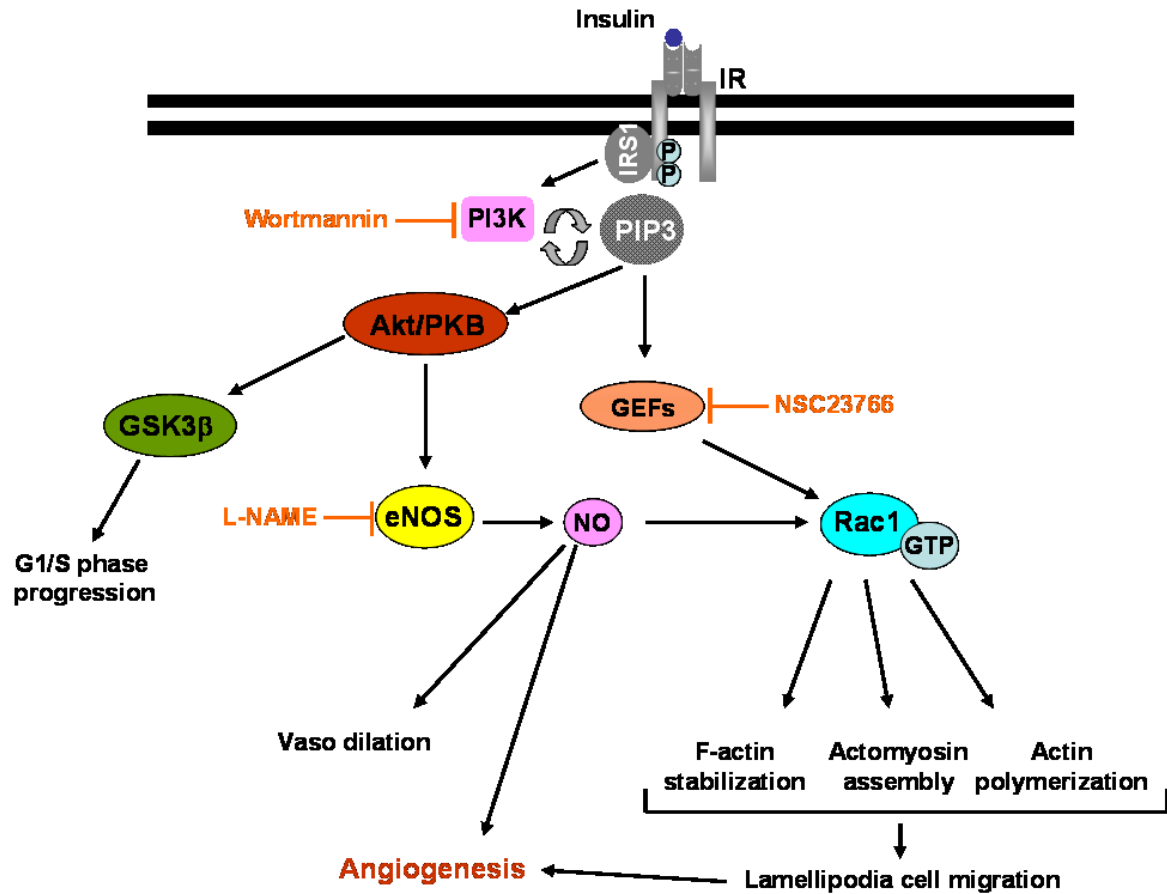 Insulin
IR
IRS1
P
P
Wortmannin
PI3K
PIP3
Akt/PKB
GSK3β
GEFs
NSC23766
L-NAME
eNOS
NO
Rac1
GTP
G1/S phase
progression
Vaso dilation
F-actin
stabilization
Actomyosin
assembly
Actin
polymerization
Angiogenesis
Lamellipodia cell migration